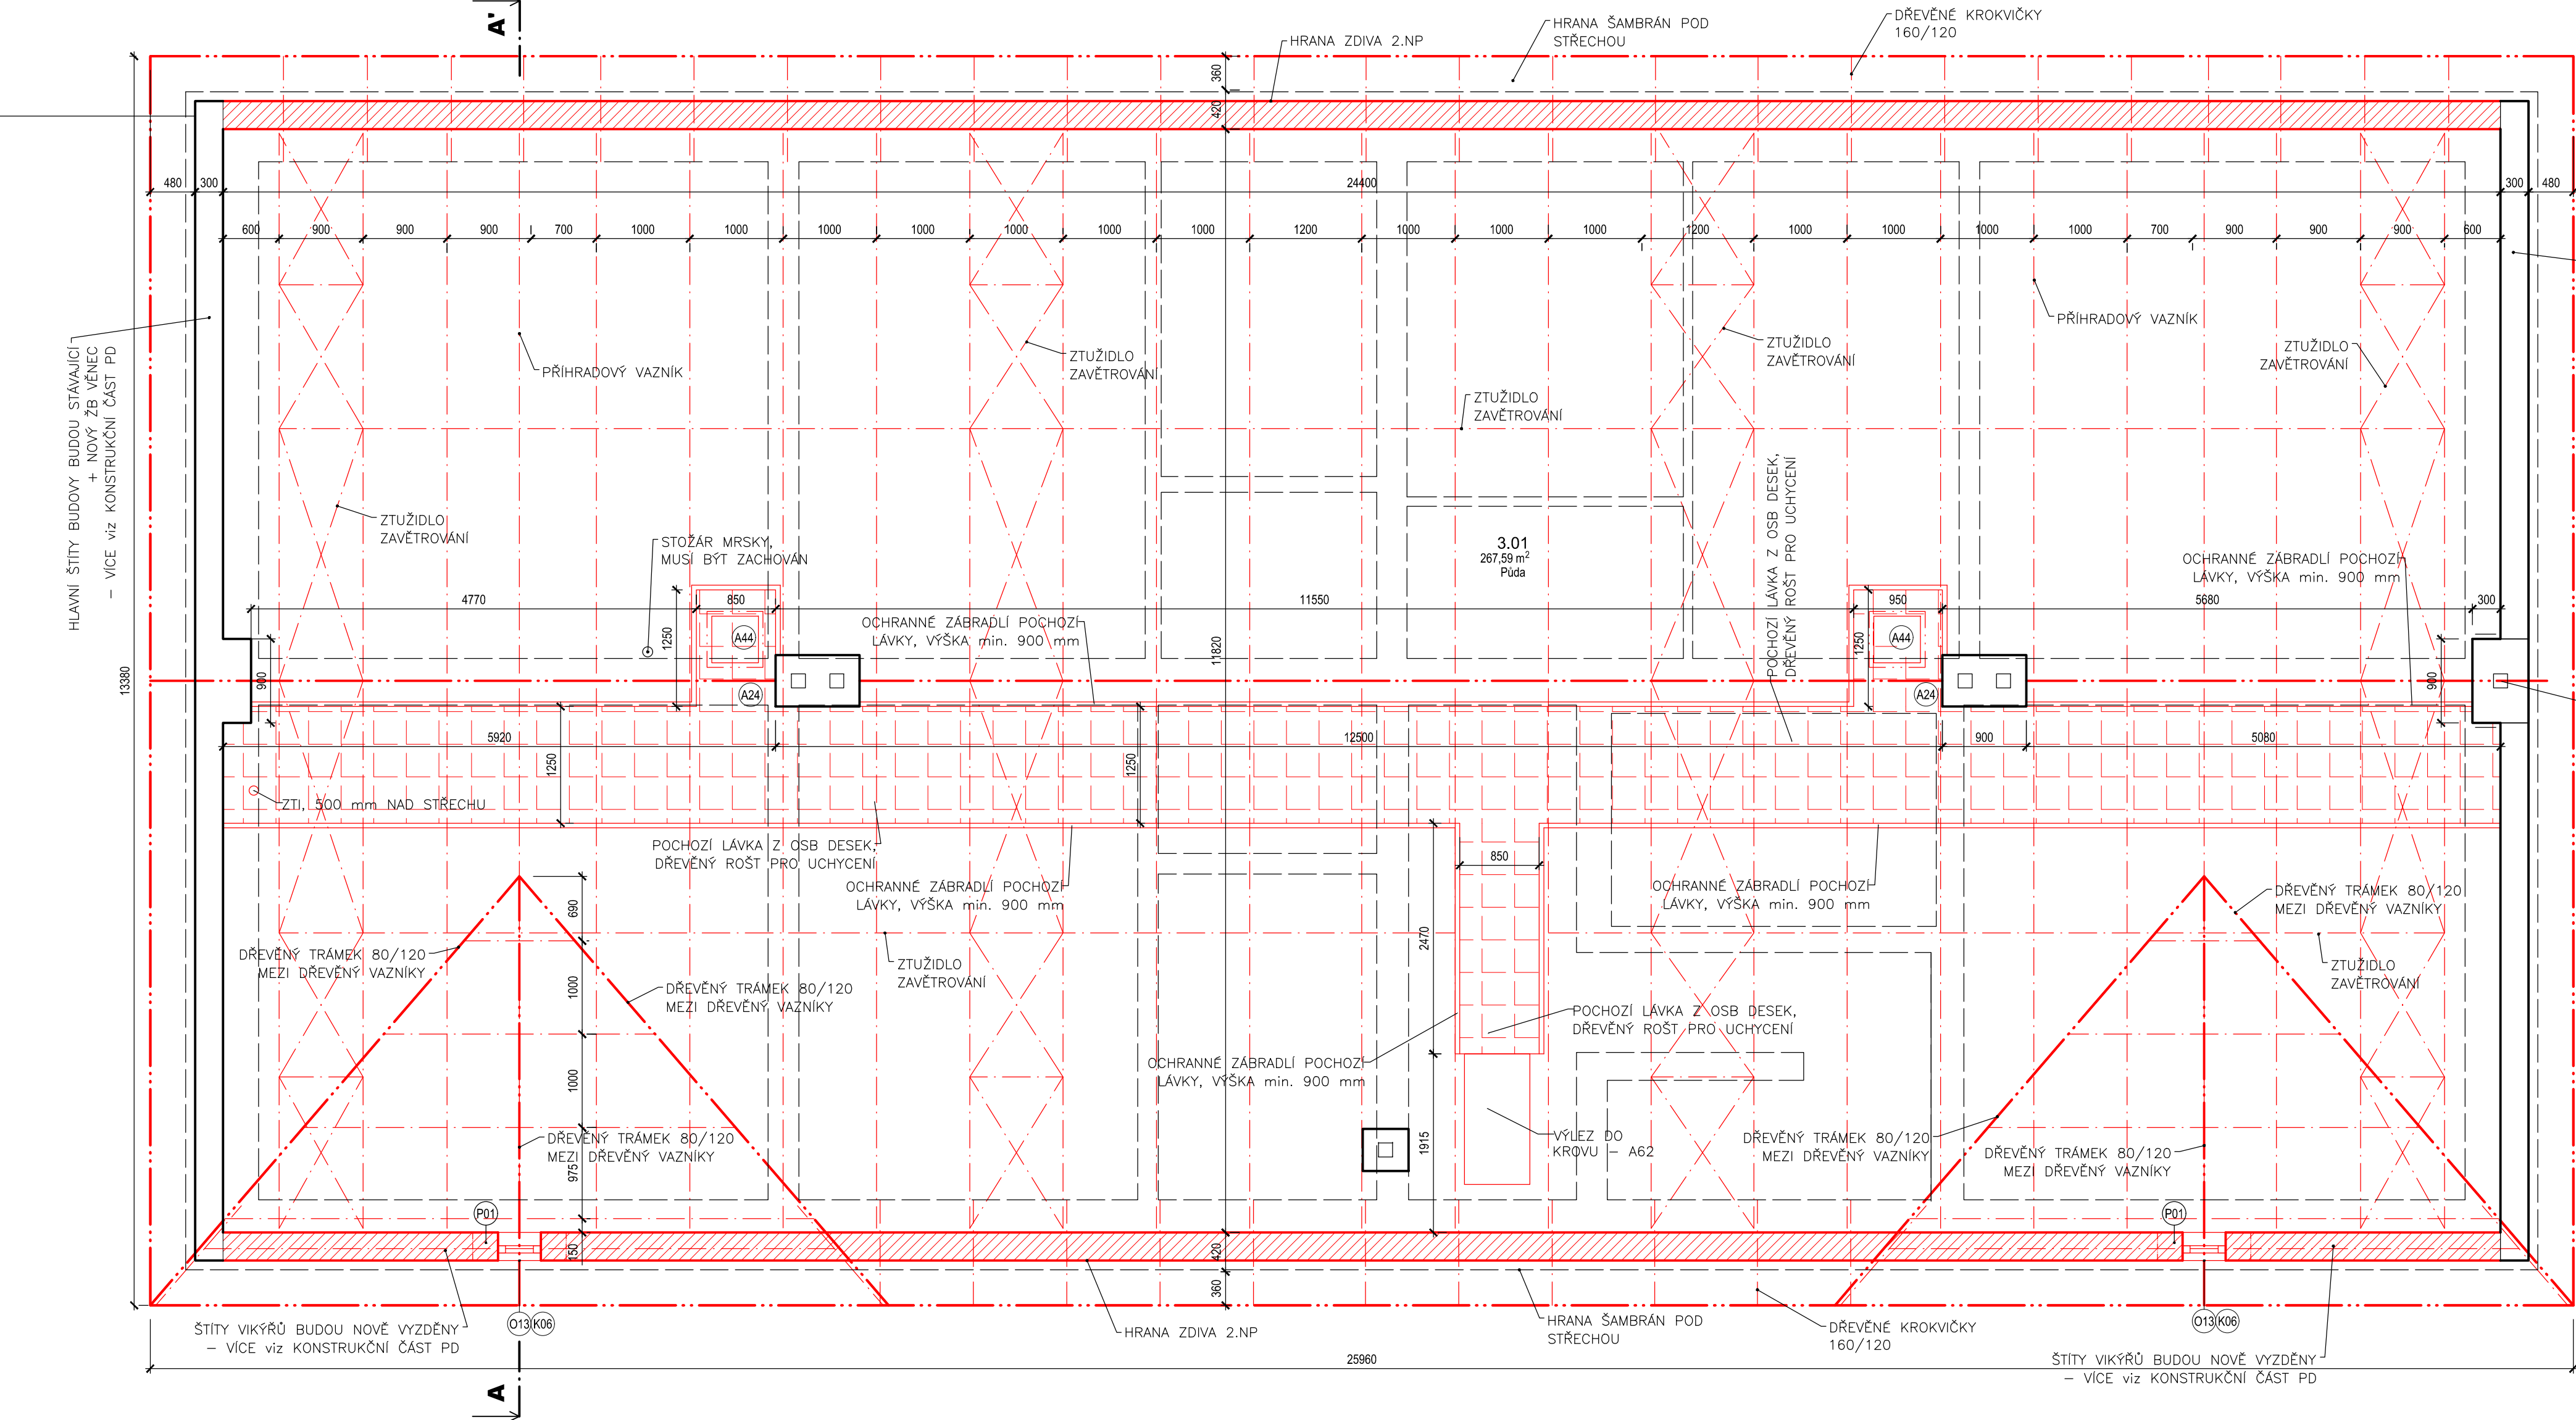 A'
HRANA ŠAMBRÁN POD
STŘECHOU
DŘEVĚNÉ KROKVIČKY
160/120
HRANA ZDIVA 2.NP
360
420
480
300
24400
300
480
600
900
900
900
700
1000
1000
1000
1000
1000
1000
1000
1200
1000
1000
1000
1200
1000
1000
1000
1000
700
900
900
900
600
HLAVNÍ ŠTÍTY BUDOVY BUDOU STÁVAJÍCÍ
+ NOVÝ ŽB VĚNEC
– VÍCE viz KONSTRUKČNÍ ČÁST PD
13380
PŘÍHRADOVÝ VAZNÍK
ZTUŽIDLO
ZAVĚTROVÁNÍ
ZTUŽIDLO
ZAVĚTROVÁNÍ
PŘÍHRADOVÝ VAZNÍK
ZTUŽIDLO
ZAVĚTROVÁNÍ
ZTUŽIDLO
ZAVĚTROVÁNÍ
ZTUŽIDLO
ZAVĚTROVÁNÍ
STOŽÁR MRSKY,
MUSÍ BÝT ZACHOVÁN
3.01
267,59 m²
Půda
POCHOZÍ LÁVKA Z OSB DESEK,
DŘEVĚNÝ ROŠT PRO UCHYCENÍ
OCHRANNÉ ZÁBRADLÍ POCHOZÍ
LÁVKY, VÝŠKA min. 900 mm
4770
850
11550
950
5680
300
1250
A44
OCHRANNÉ ZÁBRADLÍ POCHOZÍ
LÁVKY, VÝŠKA min. 900 mm
11820
1250
A44
900
A24
A24
900
5920
12500
900
5080
1250
1250
ZTI, 500 mm NAD STŘECHU
POCHOZÍ LÁVKA Z OSB DESEK,
DŘEVĚNÝ ROŠT PRO UCHYCENÍ
OCHRANNÉ ZÁBRADLÍ POCHOZÍ
LÁVKY, VÝŠKA min. 900 mm
850
OCHRANNÉ ZÁBRADLÍ POCHOZÍ
LÁVKY, VÝŠKA min. 900 mm
DŘEVĚNÝ TRÁMEK 80/120
MEZI DŘEVĚNÝ VAZNÍKY
690
2470
DŘEVĚNÝ TRÁMEK 80/120
MEZI DŘEVĚNÝ VAZNÍKY
ZTUŽIDLO
ZAVĚTROVÁNÍ
ZTUŽIDLO
ZAVĚTROVÁNÍ
1000
DŘEVĚNÝ TRÁMEK 80/120
MEZI DŘEVĚNÝ VAZNÍKY
POCHOZÍ LÁVKA Z OSB DESEK,
DŘEVĚNÝ ROŠT PRO UCHYCENÍ
OCHRANNÉ ZÁBRADLÍ POCHOZÍ
LÁVKY, VÝŠKA min. 900 mm
1000
DŘEVĚNÝ TRÁMEK 80/120
MEZI DŘEVĚNÝ VAZNÍKY
975
1915
VÝLEZ DO
KROVU – A62
DŘEVĚNÝ TRÁMEK 80/120
MEZI DŘEVĚNÝ VAZNÍKY
DŘEVĚNÝ TRÁMEK 80/120
MEZI DŘEVĚNÝ VAZNÍKY
P01
P01
150
420
360
ŠTÍTY VIKÝŘŮ BUDOU NOVĚ VYZDĚNY
– VÍCE viz KONSTRUKČNÍ ČÁST PD
O13
K06
HRANA ZDIVA 2.NP
HRANA ŠAMBRÁN POD
STŘECHOU
DŘEVĚNÉ KROKVIČKY
160/120
O13
K06
25960
ŠTÍTY VIKÝŘŮ BUDOU NOVĚ VYZDĚNY
– VÍCE viz KONSTRUKČNÍ ČÁST PD
A